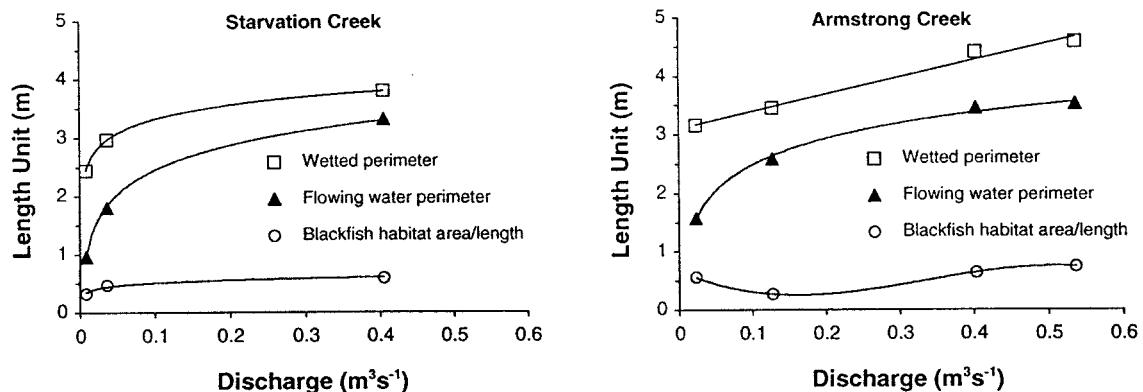 Starvation Creek
5
4
3
2
1
0
Length Unit (m)
Wetted perimeter
Flowing water perimeter
Blackfish habitat area/length
0 0.1 0.2 0.3 0.4 0.5 0.6
Discharge (m³s⁻¹)
Armstrong Creek
5
4
3
2
1
0
Length Unit (m)
Wetted perimeter
Flowing water perimeter
Blackfish habitat area/length
0 0.1 0.2 0.3 0.4 0.5 0.6
Discharge (m³s⁻¹)